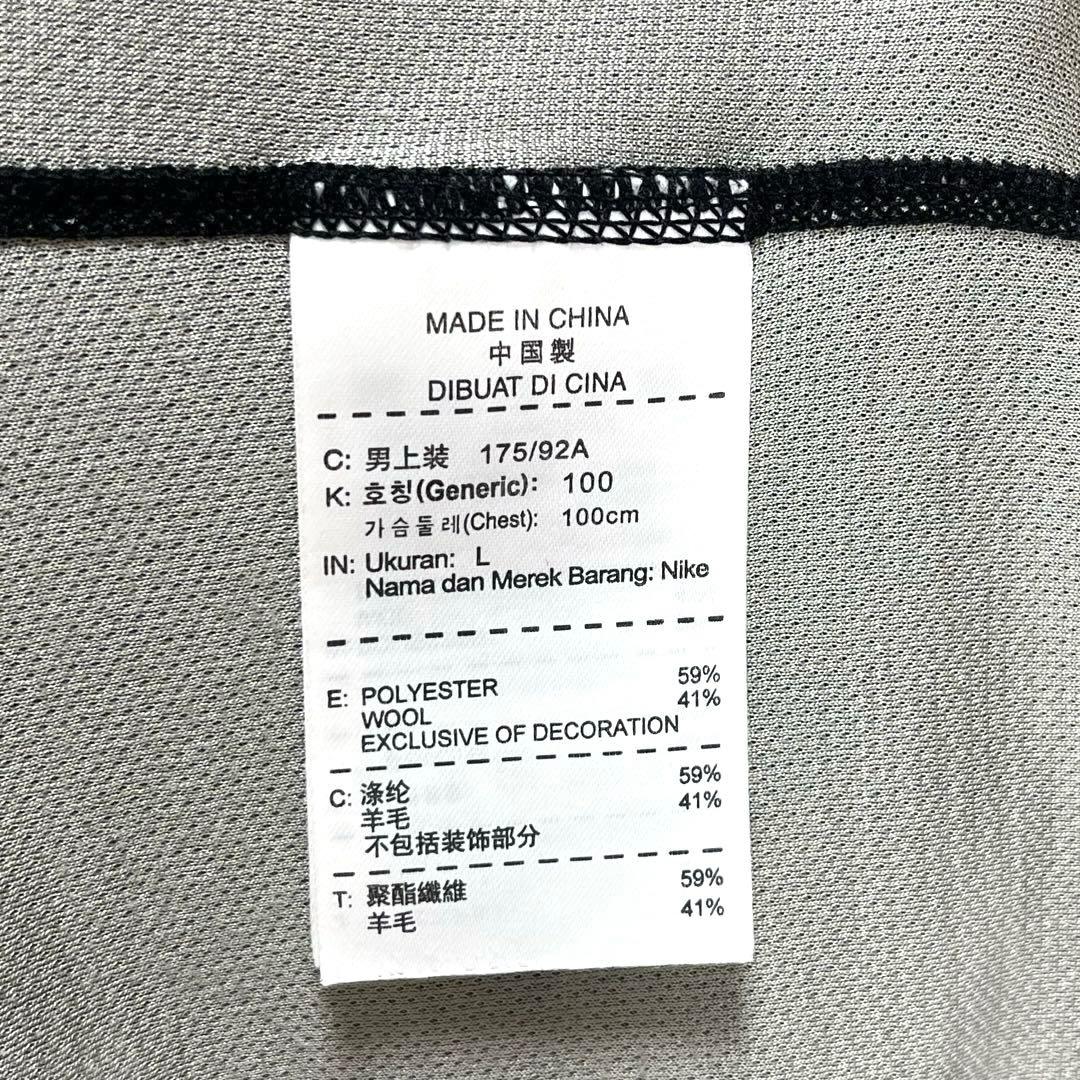 MADE IN CHINA
中国製
DIBUAT DI CINA
C: 男上装 175/92A
K: 호칭(Generic): 100
가슴둘레(Chest): 100cm
IN: Ukuran: L
Nama dan Merek Barang: Nike
E: POLYESTER 59%
WOOL 41%
EXCLUSIVE OF DECORATION
C: 涤纶 59%
羊毛 41%
不包括装饰部分
T: 聚酯纖維 59%
羊毛 41%